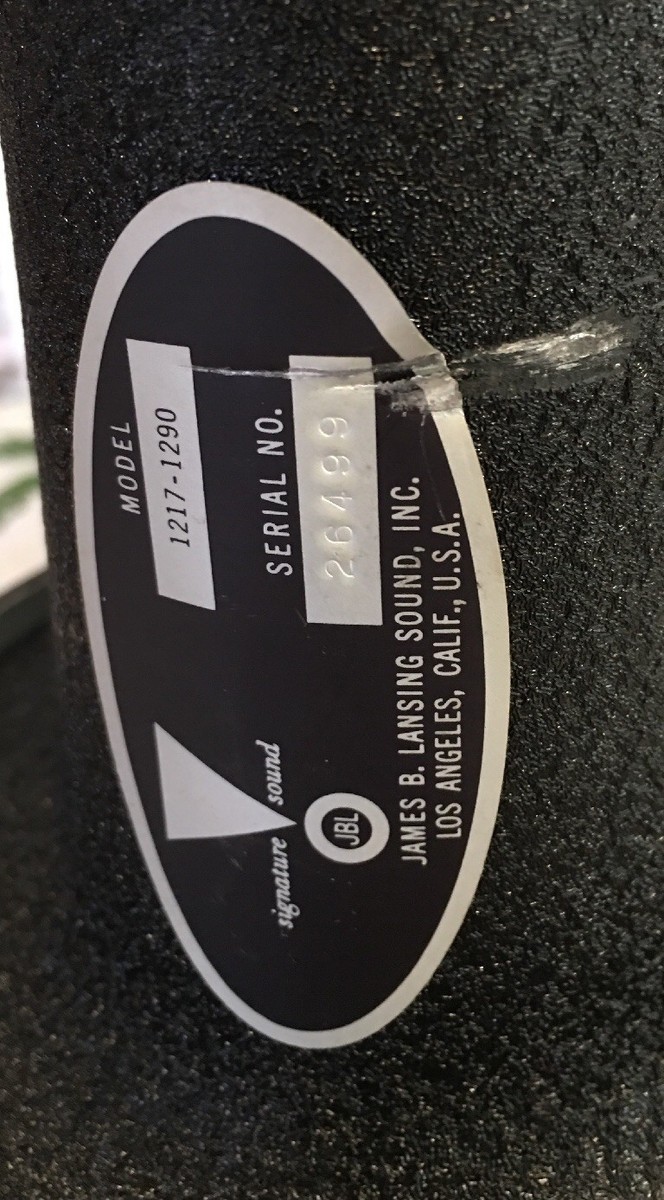 MODEL
1217-1290
SERIAL NO.
26499
signature sound
JBL
JAMES B. LANSING SOUND, INC.
LOS ANGELES, CALIF., U.S.A.